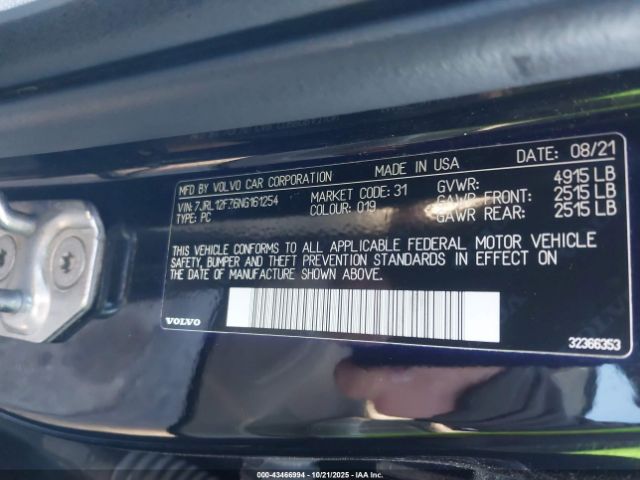 MFD BY VOLVO CAR CORPORATION MADE IN USA DATE: 08/21
VIN: 7JRL12FZ6NG161254 MARKET CODE: 31 GVWR: 4915 LB
TYPE: PC COLOUR: 019 GAWR FRONT: 2515 LB
GAWR REAR: 2515 LB
THIS VEHICLE CONFORMS TO ALL APPLICABLE FEDERAL MOTOR VEHICLE
SAFETY, BUMPER AND THEFT PREVENTION STANDARDS IN EFFECT ON
THE DATE OF MANUFACTURE SHOWN ABOVE.
VOLVO
32366353
000-43466994 | 10/21/2025 - IAAI.COM